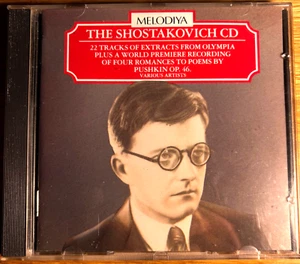 MELODIYA
THE SHOSTAKOVICH CD
22 TRACKS OF EXTRACTS FROM OLYMPIA
PLUS A WORLD PREMIERE RECORDING
OF FOUR ROMANCES TO POEMS BY
PUSHKIN OP. 46.
VARIOUS ARTISTS